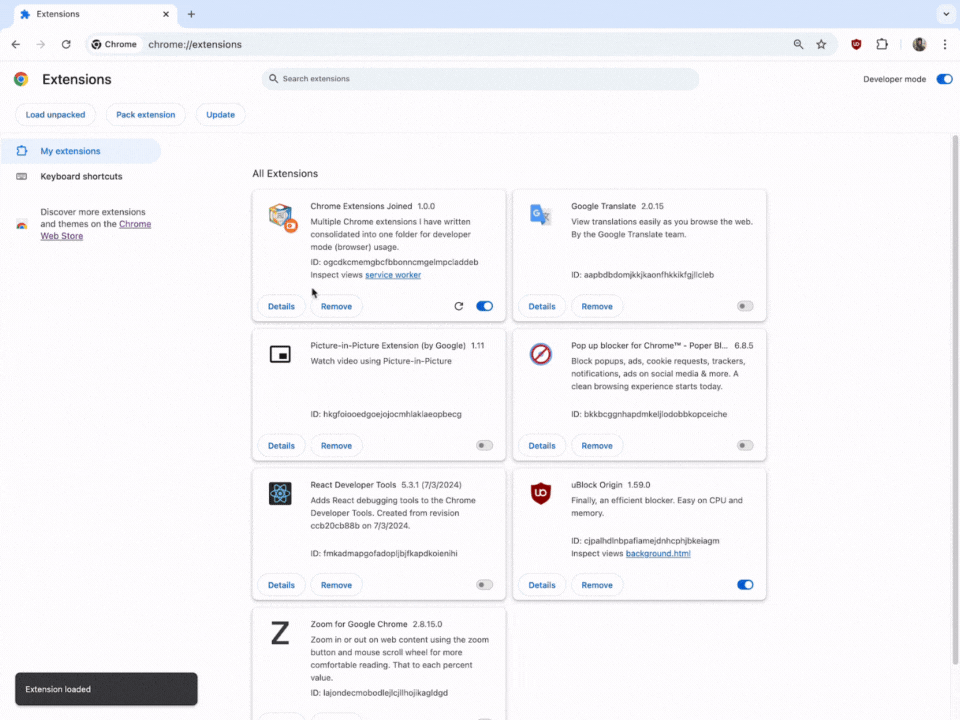 Extensions
Chrome
chrome://extensions
Extensions
Search extensions
Developer mode
Load unpacked
Pack extension
Update
My extensions
Keyboard shortcuts
Discover more extensions
and themes on the Chrome
Web Store
All Extensions
Chrome Extensions Joined 1.0.0
Multiple Chrome extensions I have written
consolidated into one folder for developer
mode (browser) usage.
ID: ogcdkcmemgbcfbbonncmgelmpciaddeb
Inspect views service worker
Details
Remove
Google Translate 2.0.15
View translations easily as you browse the web.
By the Google Translate team.
ID: aapbdbdomjkkjkaonfhkkikfgjllcleb
Details
Remove
Picture-in-Picture Extension (by Google) 1.11
Watch video using Picture-in-Picture
ID: hkgfoiooedgoejojocmhlaklaeopbecg
Details
Remove
Pop up blocker for Chrome™ - Poper Bl... 6.8.5
Block popups, ads, cookie requests, trackers,
notifications, ads on social media & more. A
clean browsing experience starts today.
ID: bkkbcggnhapdmkeljlodobbkopceiche
Details
Remove
React Developer Tools 5.3.1 (7/3/2024)
Adds React debugging tools to the Chrome
Developer Tools. Created from revision
ccb20cb88b on 7/3/2024.
ID: fmkadmapgofadopljbjfkapdkoienihi
Details
Remove
uBlock Origin 1.59.0
Finally, an efficient blocker. Easy on CPU and
memory.
ID: cjpalhdlnbpafiamejdnhcphjbkeiagm
Inspect views background.html
Details
Remove
Z
Zoom for Google Chrome 2.8.15.0
Zoom in or out on web content using the zoom
button and mouse scroll wheel for more
comfortable reading. That to each percent
value.
ID: lajondecmobodlejlcjllhojikagldgd
Extension loaded